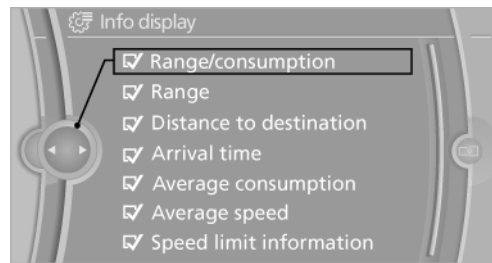 Info display
Range/consumption
Range
Distance to destination
Arrival time
Average consumption
Average speed
Speed limit information